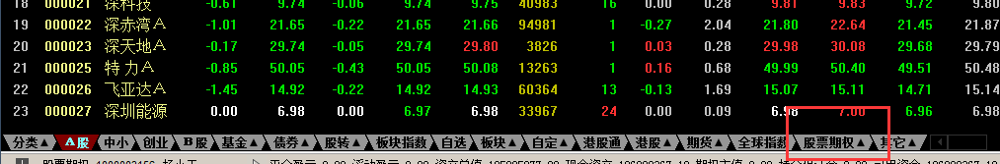 18 000021 深科技 -0.61 9.74 -0.06 9.74 9.75 40983 16 0.00 0.28 9.81 9.83 9.72 9.80
19 000022 深赤湾A -1.01 21.65 -0.22 21.65 21.66 94981 1 -0.27 2.04 21.80 22.64 21.45 21.87
20 000023 深天地A -0.17 29.74 -0.05 29.74 29.80 3826 1 0.03 0.28 29.98 30.08 29.68 29.79
21 000025 特力A -0.85 50.05 -0.43 50.05 50.08 13263 1 0.16 0.68 49.99 50.40 49.51 50.48
22 000026 飞亚达A -1.45 14.92 -0.22 14.92 14.93 60364 13 -0.13 1.69 15.07 15.11 14.71 15.14
23 000027 深圳能源 0.00 6.98 0.00 6.97 6.98 33967 24 0.00 0.09 6.98 7.00 6.96 6.98
分类▲ A股 中小 创业 B股▲ 基金▲ 债券▲ 股转▲ 板块指数 自选 板块▲ 自定▲ 港股通 港股▲ 期货▲ 全球指数 股票期权▲ 其它▲